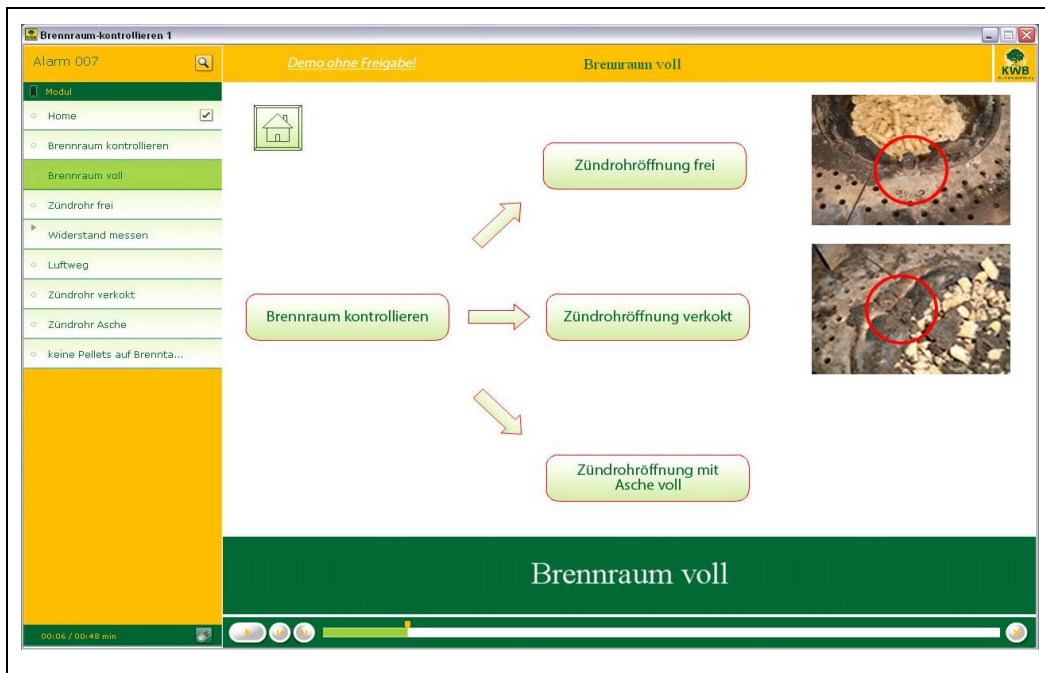 Brennraum-kontrollieren 1
Alarm 007
Demo ohne Freigabe!
Brennraum voll
KWB
Modul
Home
Brennraum kontrollieren
Brennraum voll
Zündrohr frei
Widerstand messen
Luftweg
Zündrohr verkokt
Zündrohr Asche
keine Pellets auf Brennta...
Zündrohröffnung frei
Brennraum kontrollieren
Zündrohröffnung verkokt
Zündrohröffnung mit
Asche voll
Brennraum voll
00:06 / 00:48 min